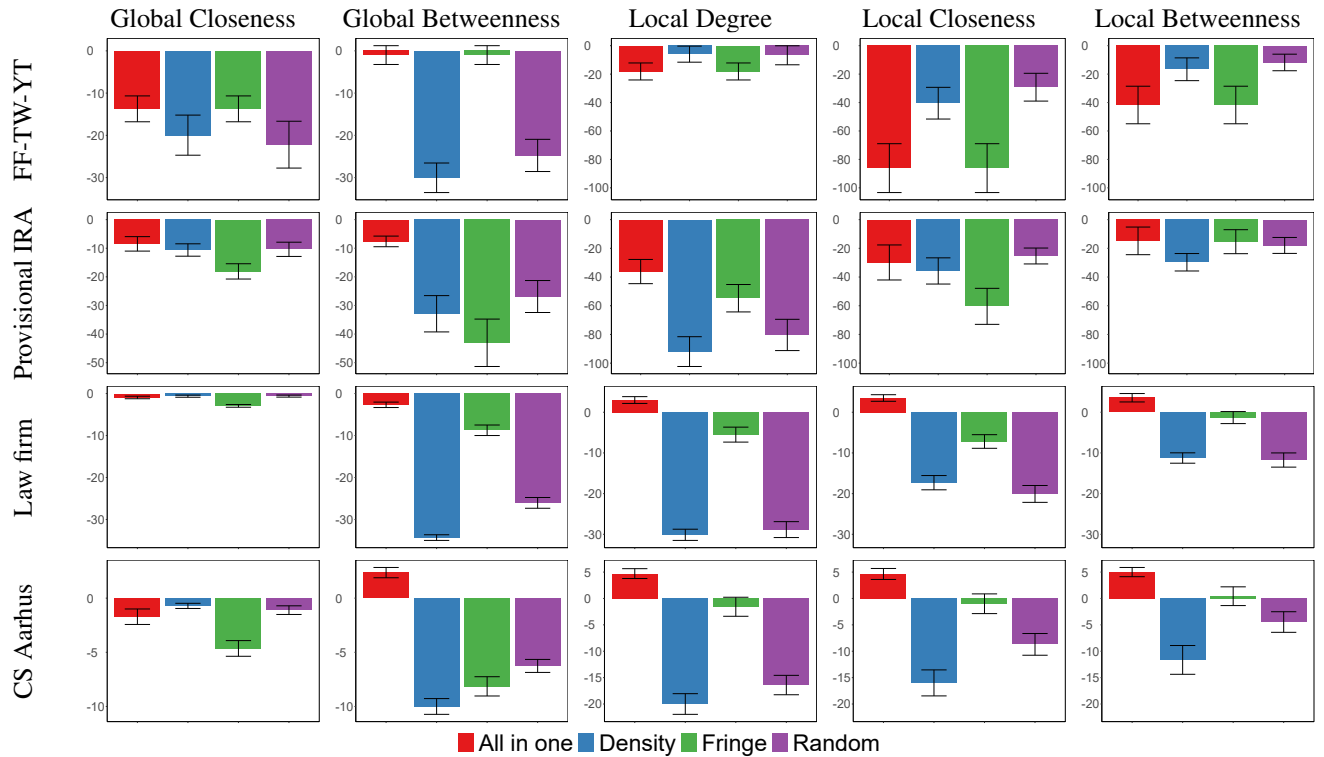 Global Closeness Global Betweenness Local Degree Local Closeness Local Betweenness
FF-TW-YT
0 -10 -20 -30
0 -10 -20 -30
0 -20 -40 -60 -80 -100
0 -20 -40 -60 -80 -100
0 -20 -40 -60 -80 -100
Provisional IRA
0 -10 -20 -30 -40 -50
0 -10 -20 -30 -40 -50
0 -20 -40 -60 -80 -100
0 -20 -40 -60 -80 -100
0 -20 -40 -60 -80 -100
Law firm
0 -10 -20 -30
0 -10 -20 -30
0 -10 -20 -30
0 -10 -20 -30
0 -10 -20 -30
CS Aarhus
0 -5 -10
0 -5 -10
5 0 -5 -10 -15 -20
5 0 -5 -10 -15 -20
5 0 -5 -10 -15 -20
All in one Density Fringe Random